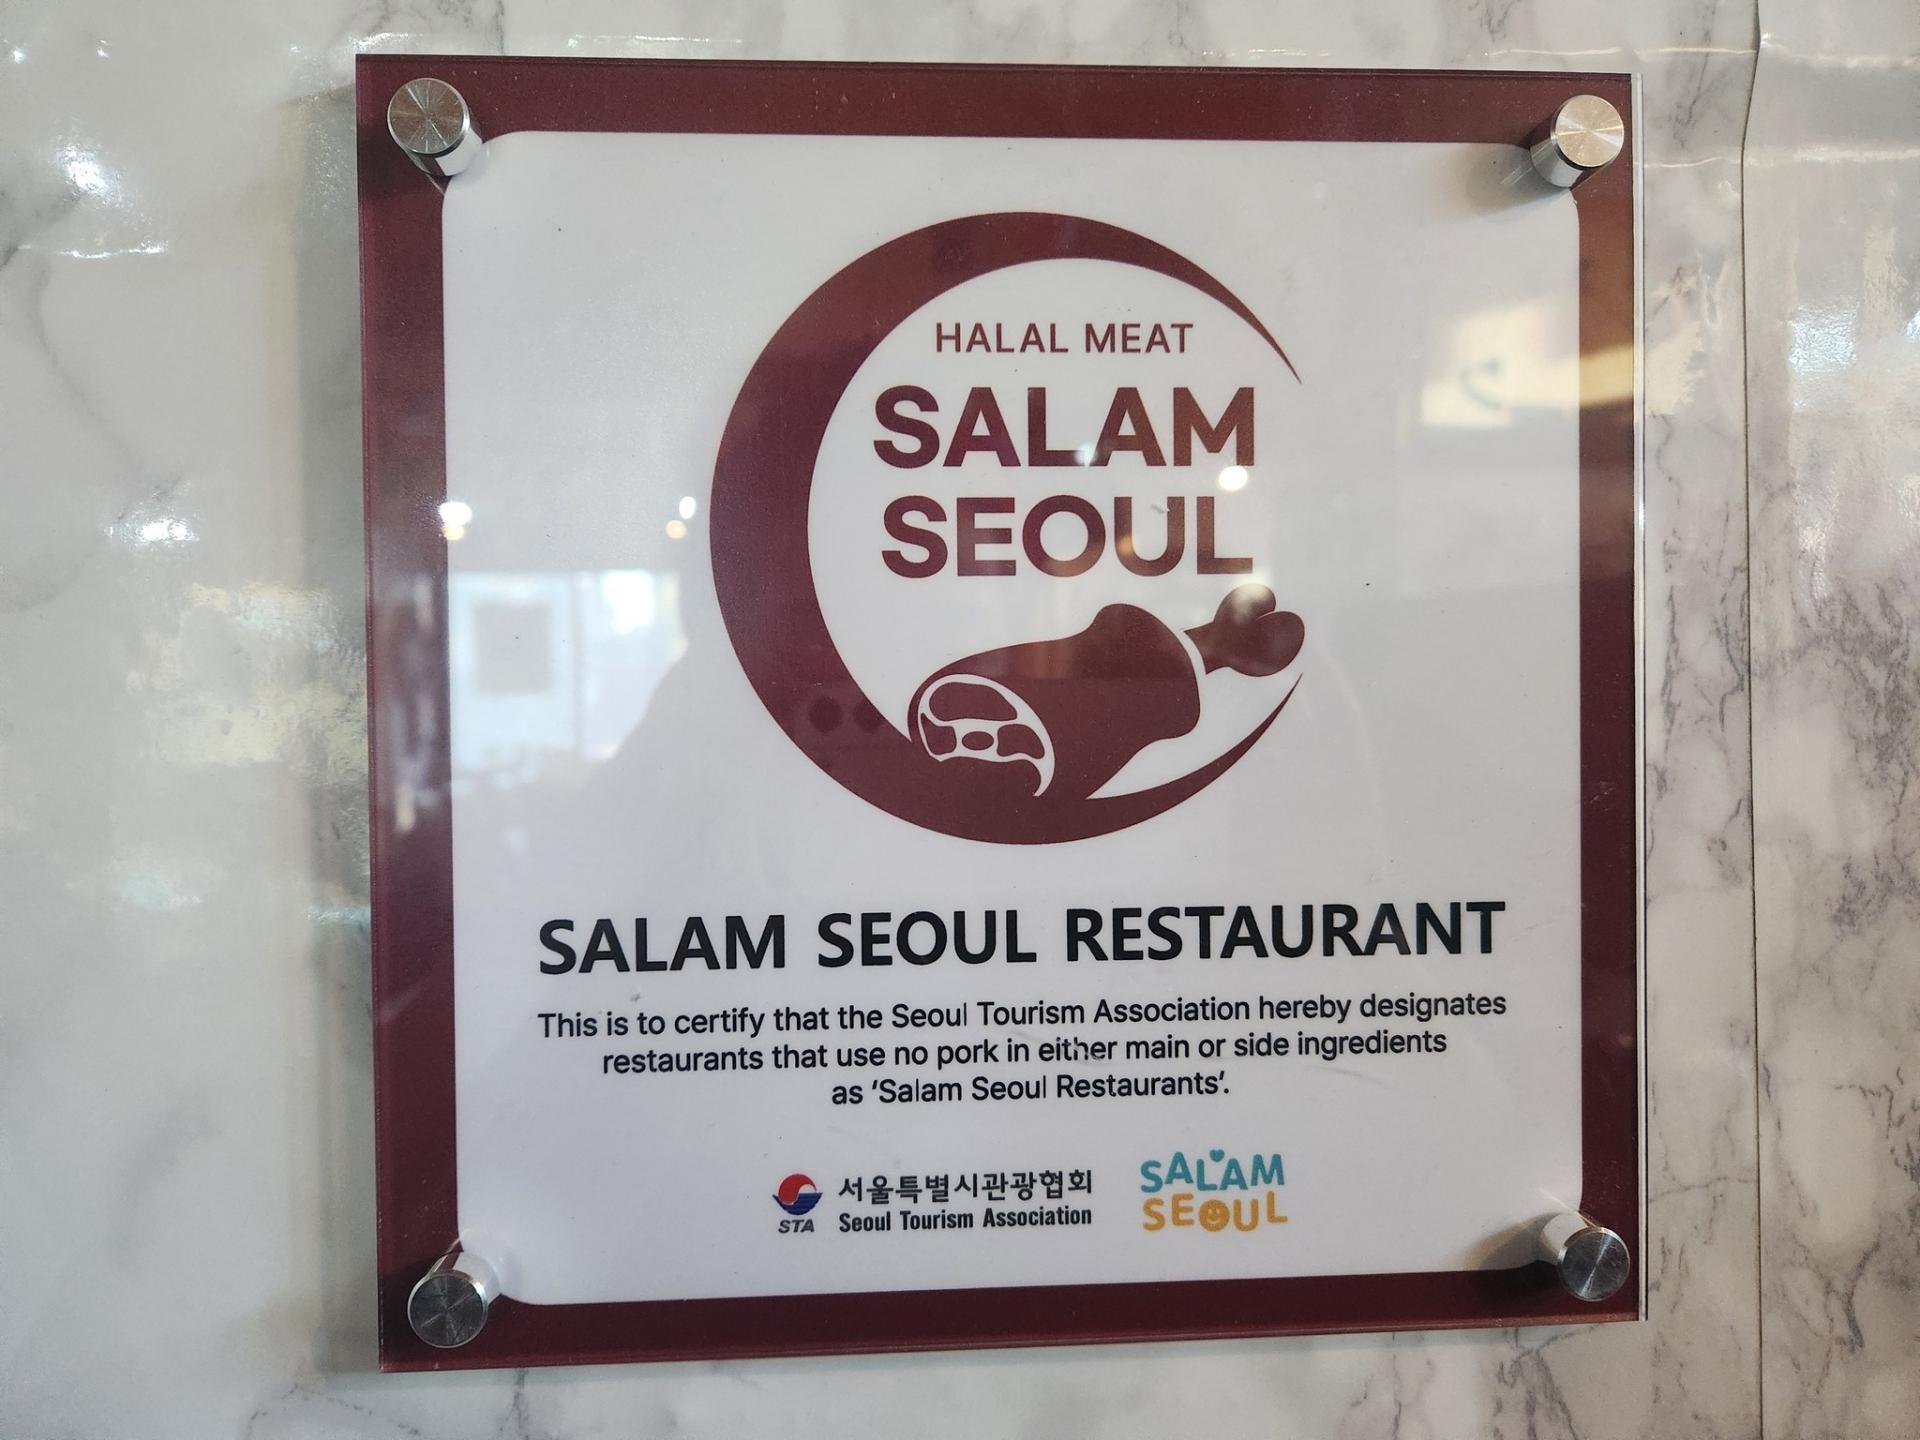 HALAL MEAT
SALAM
SEOUL
SALAM SEOUL RESTAURANT
This is to certify that the Seoul Tourism Association hereby designates
restaurants that use no pork in either main or side ingredients
as ‘Salam Seoul Restaurants’.
STA
서울특별시관광협회
Seoul Tourism Association
SALAM
SEOUL